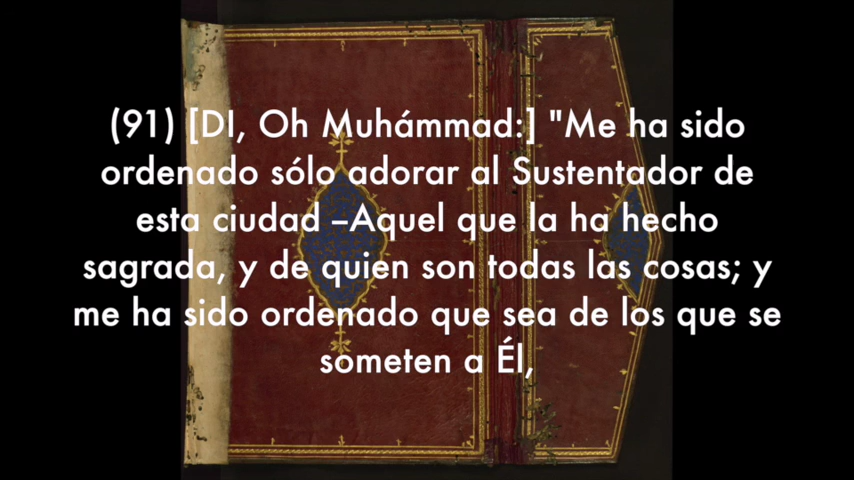 (91) [DI, Oh Muhámmad:] "Me ha sido
ordenado sólo adorar al Sustentador de
esta ciudad –Aquel que la ha hecho
sagrada, y de quien son todas las cosas; y
me ha sido ordenado que sea de los que se
someten a Él,